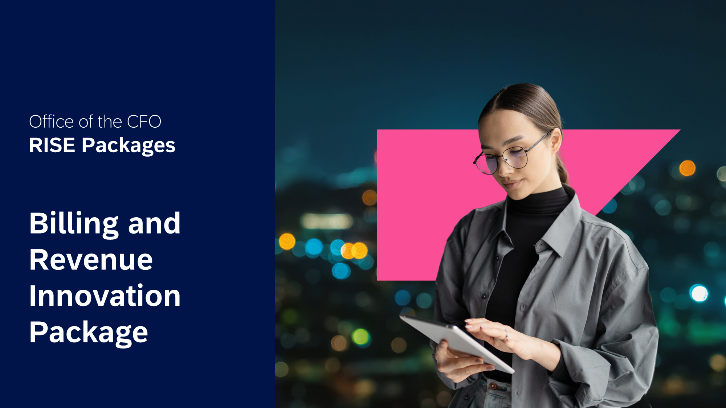 Office of the CFO
RISE Packages
Billing and
Revenue
Innovation
Package